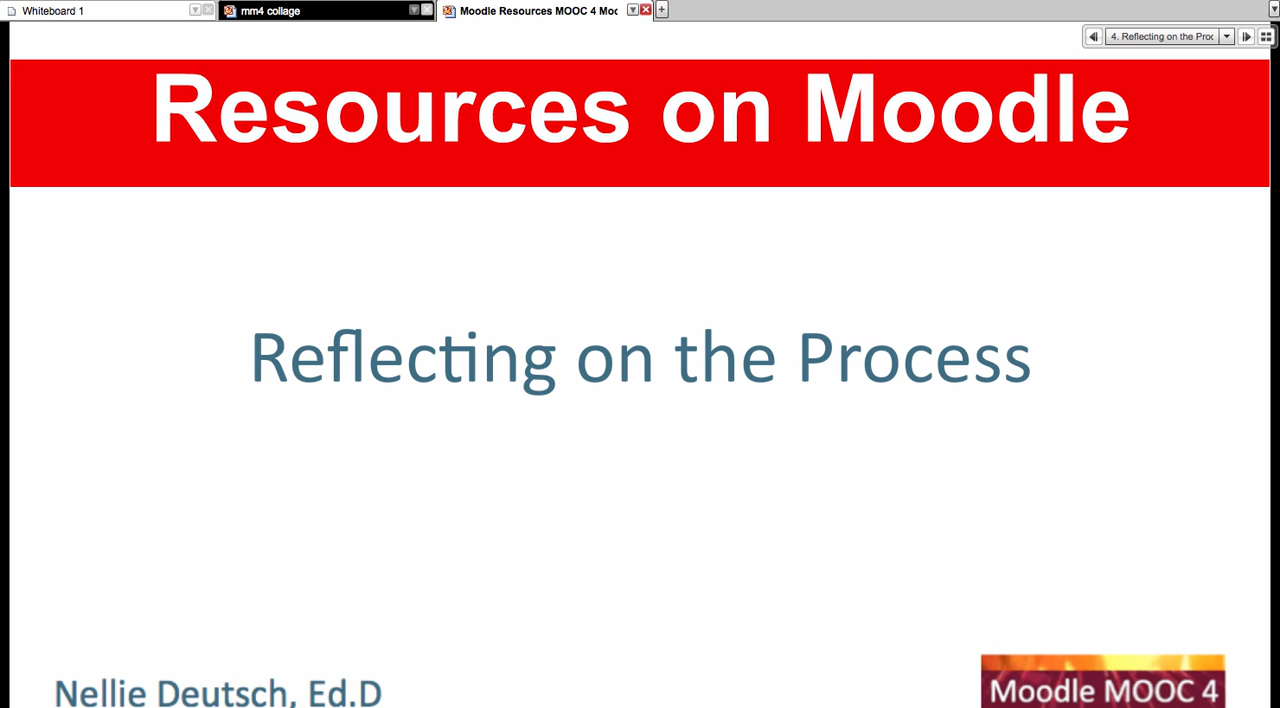 Whiteboard 1
mm4 collage
Moodle Resources MOOC 4 Moo
4. Reflecting on the Proc
Resources on Moodle
Reflecting on the Process
Nellie Deutsch, Ed.D
Moodle MOOC 4